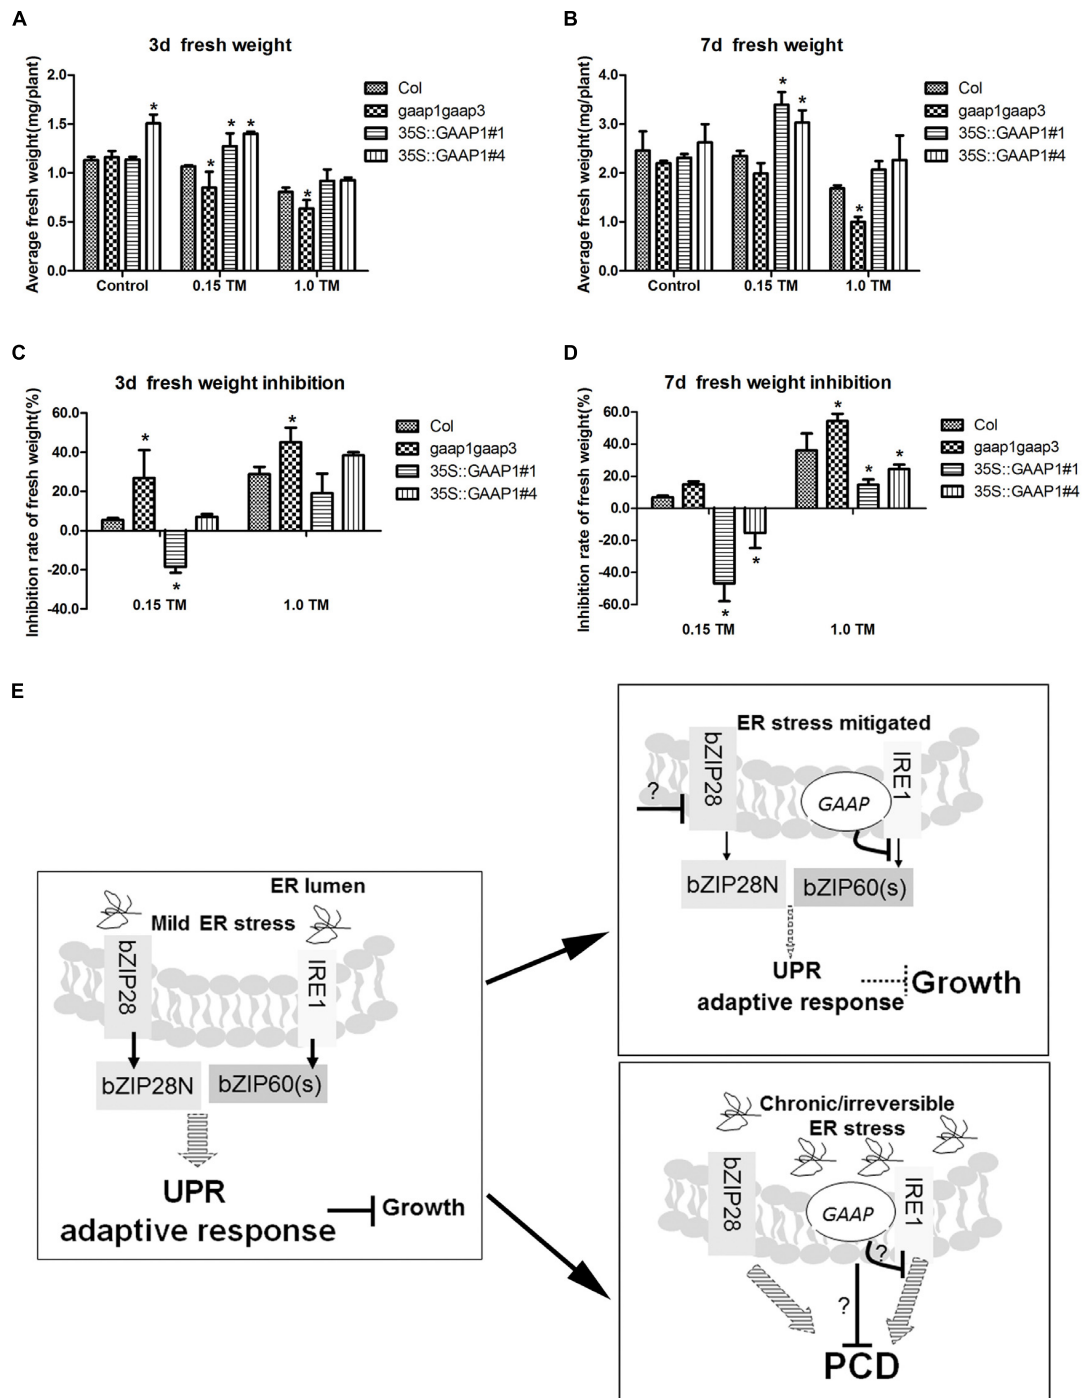 A
3d fresh weight
Average fresh weight(mg/plant)
2.0
1.5
1.0
0.5
0.0
* * * * * *
Control
0.15 TM
1.0 TM
Col
gaap1gaap3
35S::GAAP1#1
35S::GAAP1#4
B
7d fresh weight
Average fresh weight(mg/plant)
4.0
3.0
2.0
1.0
0.0
* * *
Control
0.15 TM
1.0 TM
Col
gaap1gaap3
35S::GAAP1#1
35S::GAAP1#4
C
3d fresh weight inhibition
Inhibition rate of fresh weight(%)
60.0
40.0
20.0
0.0
-20.0
-40.0
* * *
0.15 TM
1.0 TM
Col
gaap1gaap3
35S::GAAP1#1
35S::GAAP1#4
D
7d fresh weight inhibition
Inhibition rate of fresh weight(%)
60.0
40.0
20.0
0.0
-20.0
-40.0
-60.0
* * * * *
0.15 TM
1.0 TM
Col
gaap1gaap3
35S::GAAP1#1
35S::GAAP1#4
E
ER lumen
Mild ER stress
bZIP28
IRE1
bZIP28N
bZIP60(s)
UPR
adaptive response
Growth
ER stress mitigated
?
bZIP28
GAAP
IRE1
bZIP28N
bZIP60(s)
UPR
adaptive response
Growth
Chronic/irreversible
ER stress
bZIP28
GAAP
IRE1
?
?
PCD